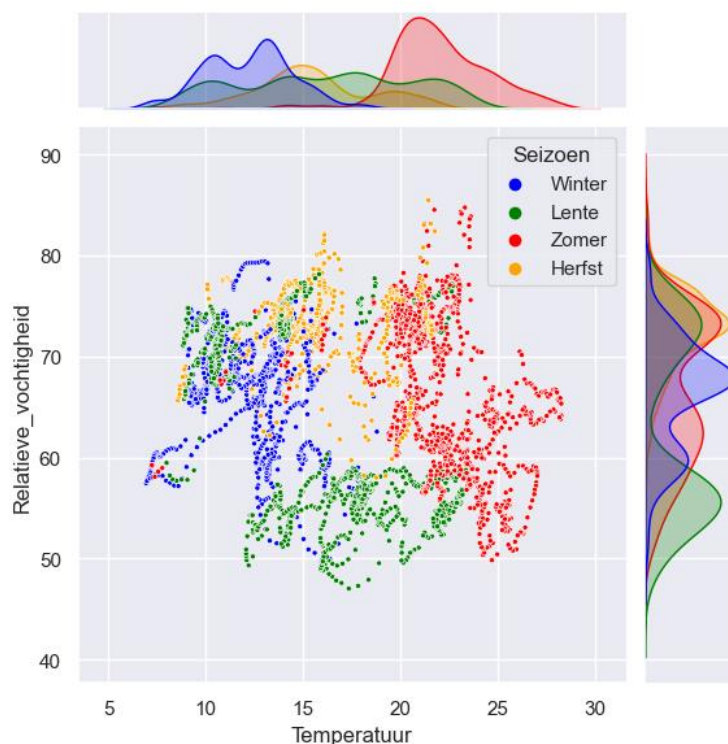 Seizoen
Winter
Lente
Zomer
Herfst
90
80
70
60
50
40
Relatieve_vochtigheid
5
10
15
20
25
30
Temperatuur